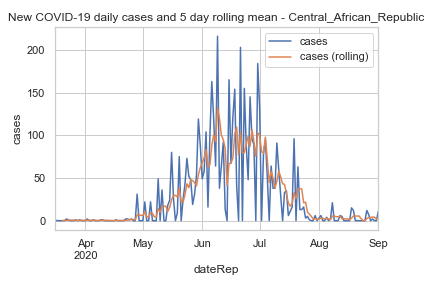 New COVID-19 daily cases and 5 day rolling mean - Central_African_Republic
cases
cases (rolling)
200
150
100
50
0
cases
Apr
2020
May
Jun
Jul
Aug
Sep
dateRep